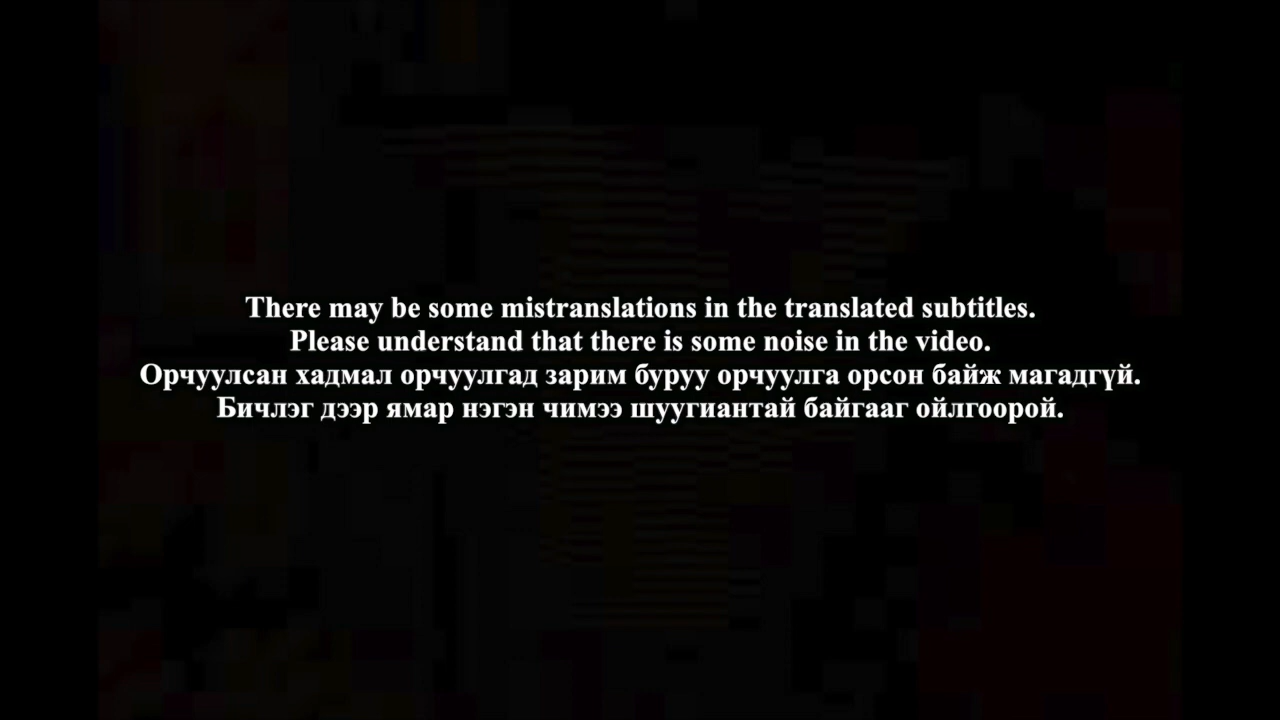 There may be some mistranslations in the translated subtitles.
Please understand that there is some noise in the video.
Орчуулсан хадмал орчуулгад зарим буруу орчуулга орсон байж магадгүй.
Бичлэг дээр ямар нэгэн чимээ шуугиантай байгааг ойлгоорой.